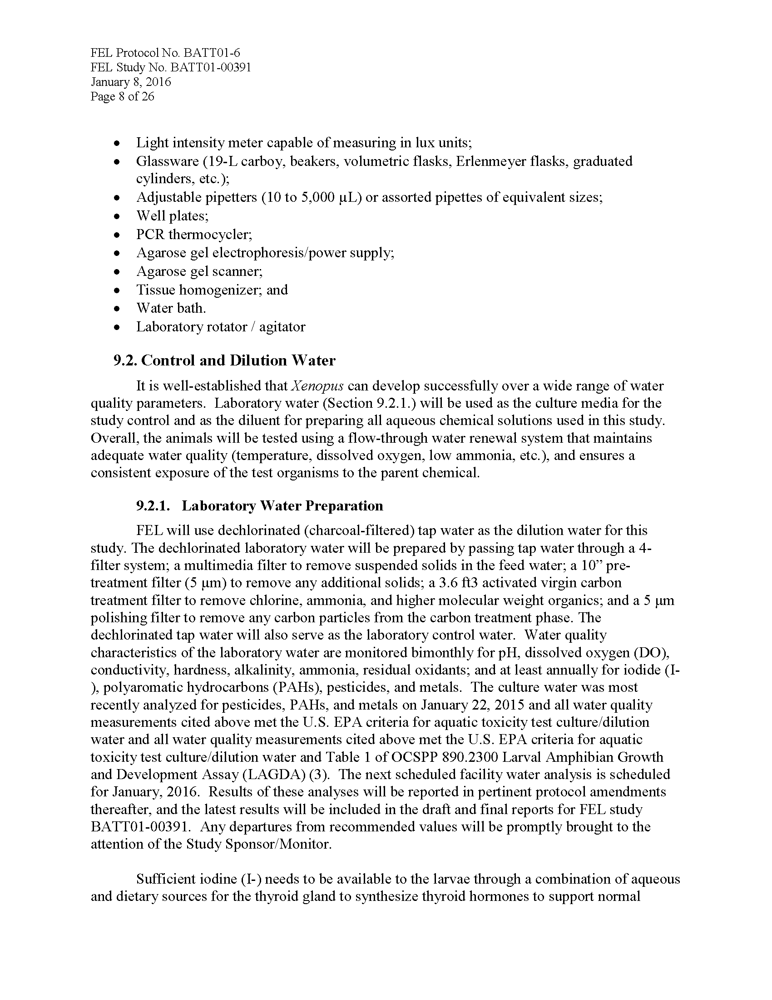 FEL Protocol No. BATT01-6
FEL Study No. BATT01-00391
January 8, 2016
Page 8 of 26
• Light intensity meter capable of measuring in lux units;
• Glassware (19-L carboy, beakers, volumetric flasks, Erlenmeyer flasks, graduated
cylinders, etc.);
• Adjustable pipetters (10 to 5,000 µL) or assorted pipettes of equivalent sizes;
• Well plates;
• PCR thermocycler;
• Agarose gel electrophoresis/power supply;
• Agarose gel scanner;
• Tissue homogenizer; and
• Water bath.
• Laboratory rotator / agitator
9.2. Control and Dilution Water
It is well-established that Xenopus can develop successfully over a wide range of water
quality parameters.  Laboratory water (Section 9.2.1.) will be used as the culture media for the
study control and as the diluent for preparing all aqueous chemical solutions used in this study.
Overall, the animals will be tested using a flow-through water renewal system that maintains
adequate water quality (temperature, dissolved oxygen, low ammonia, etc.), and ensures a
consistent exposure of the test organisms to the parent chemical.
9.2.1. Laboratory Water Preparation
FEL will use dechlorinated (charcoal-filtered) tap water as the dilution water for this
study. The dechlorinated laboratory water will be prepared by passing tap water through a 4-
filter system; a multimedia filter to remove suspended solids in the feed water; a 10” pre-
treatment filter (5 µm) to remove any additional solids; a 3.6 ft3 activated virgin carbon
treatment filter to remove chlorine, ammonia, and higher molecular weight organics; and a 5 µm
polishing filter to remove any carbon particles from the carbon treatment phase. The
dechlorinated tap water will also serve as the laboratory control water.  Water quality
characteristics of the laboratory water are monitored bimonthly for pH, dissolved oxygen (DO),
conductivity, hardness, alkalinity, ammonia, residual oxidants; and at least annually for iodide (I-
), polyaromatic hydrocarbons (PAHs), pesticides, and metals.  The culture water was most
recently analyzed for pesticides, PAHs, and metals on January 22, 2015 and all water quality
measurements cited above met the U.S. EPA criteria for aquatic toxicity test culture/dilution
water and all water quality measurements cited above met the U.S. EPA criteria for aquatic
toxicity test culture/dilution water and Table 1 of OCSPP 890.2300 Larval Amphibian Growth
and Development Assay (LAGDA) (3).  The next scheduled facility water analysis is scheduled
for January, 2016.  Results of these analyses will be reported in pertinent protocol amendments
thereafter, and the latest results will be included in the draft and final reports for FEL study
BATT01-00391.  Any departures from recommended values will be promptly brought to the
attention of the Study Sponsor/Monitor.
Sufficient iodine (I-) needs to be available to the larvae through a combination of aqueous
and dietary sources for the thyroid gland to synthesize thyroid hormones to support normal